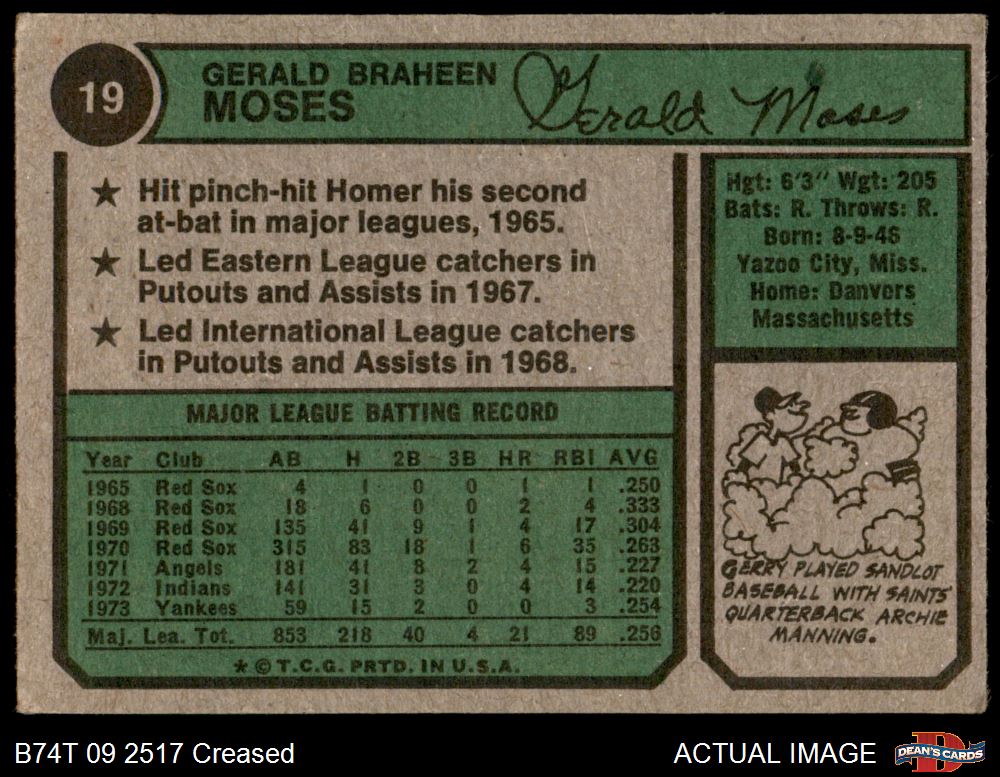 19
GERALD BRAHEEN
MOSES
Gerald Moses
★ Hit pinch-hit Homer his second
at-bat in major leagues, 1965.
★ Led Eastern League catchers in
Putouts and Assists in 1967.
★ Led International League catchers
in Putouts and Assists in 1968.
MAJOR LEAGUE BATTING RECORD
Year Club AB H 2B 3B HR RBI AVG
1965 Red Sox 4 1 0 0 1 1 .250
1968 Red Sox 18 6 0 0 2 4 .333
1969 Red Sox 135 41 9 1 4 17 .304
1970 Red Sox 315 83 18 1 6 35 .263
1971 Angels 181 41 8 2 4 15 .227
1972 Indians 141 31 3 0 4 14 .220
1973 Yankees 59 15 2 0 0 3 .254
Maj. Lea. Tot. 853 218 40 4 21 89 .256
★ © T.C.G. PRTD. IN U.S.A.
Hgt: 6'3" Wgt: 205
Bats: R. Throws: R.
Born: 8-9-46
Yazoo City, Miss.
Home: Danvers
Massachusetts
GERRY PLAYED SANDLOT
BASEBALL WITH SAINTS'
QUARTERBACK ARCHIE
MANNING.
B74T 09 2517 Creased
ACTUAL IMAGE
DEAN'S CARDS